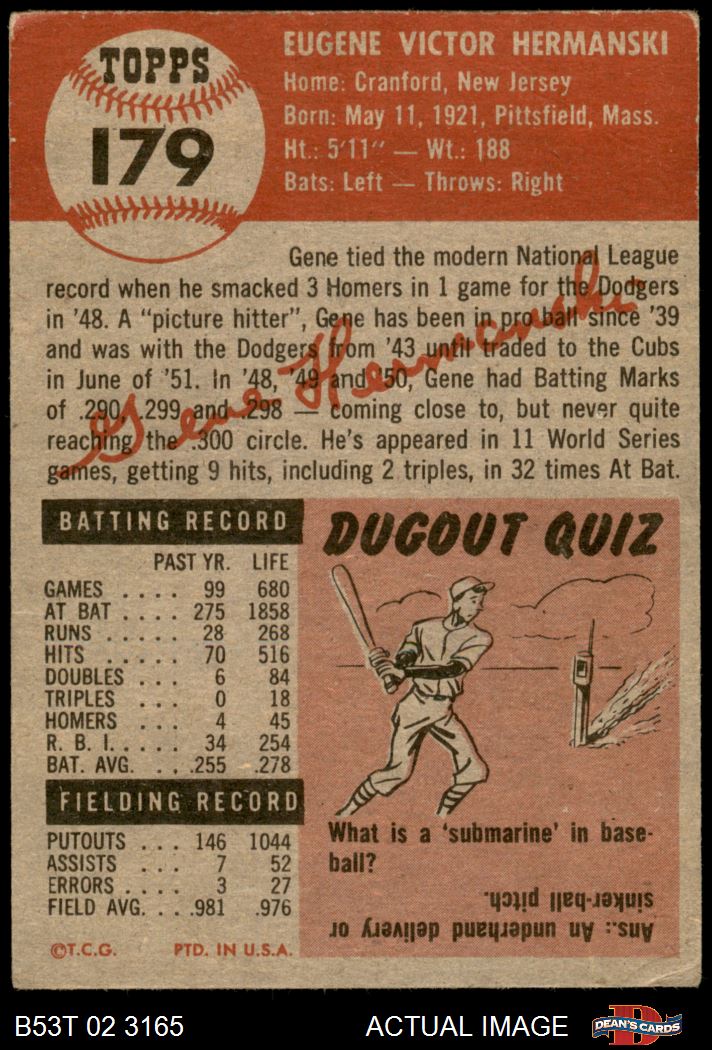 TOPPS
179
EUGENE VICTOR HERMANSKI
Home: Cranford, New Jersey
Born: May 11, 1921, Pittsfield, Mass.
Ht.: 5'11" — Wt.: 188
Bats: Left — Throws: Right
Gene tied the modern National League
record when he smacked 3 Homers in 1 game for the Dodgers
in '48. A "picture hitter", Gene has been in pro ball since '39
and was with the Dodgers from '43 until traded to the Cubs
in June of '51. In '48, '49 and '50, Gene had Batting Marks
of .290, .299 and .298 — coming close to, but never quite
reaching the .300 circle. He's appeared in 11 World Series
games, getting 9 hits, including 2 triples, in 32 times At Bat.
Gene Hermanski
BATTING RECORD
PAST YR. LIFE
GAMES .... 99 680
AT BAT .... 275 1858
RUNS ..... 28 268
HITS ..... 70 516
DOUBLES ... 6 84
TRIPLES ... 0 18
HOMERS ... 4 45
R. B. I. .... 34 254
BAT. AVG. ...255 .278
FIELDING RECORD
PUTOUTS ... 146 1044
ASSISTS ... 7 52
ERRORS .... 3 27
FIELD AVG. ...981 .976
©T.C.G. PTD. IN U.S.A.
DUGOUT QUIZ
What is a 'submarine' in base-
ball?
Ans.: An underhand delivery or
sinker-ball pitch.
B53T 02 3165 ACTUAL IMAGE
D
DEAN'S CARDS